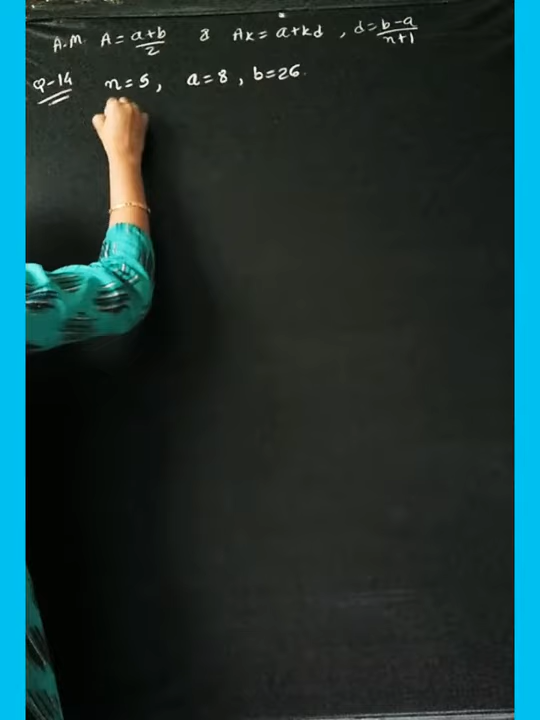 A.M. A = a+b/2 & Ak = a+kd , d = b-a/n+1
Q-14 n = 5, a = 8 , b = 26.